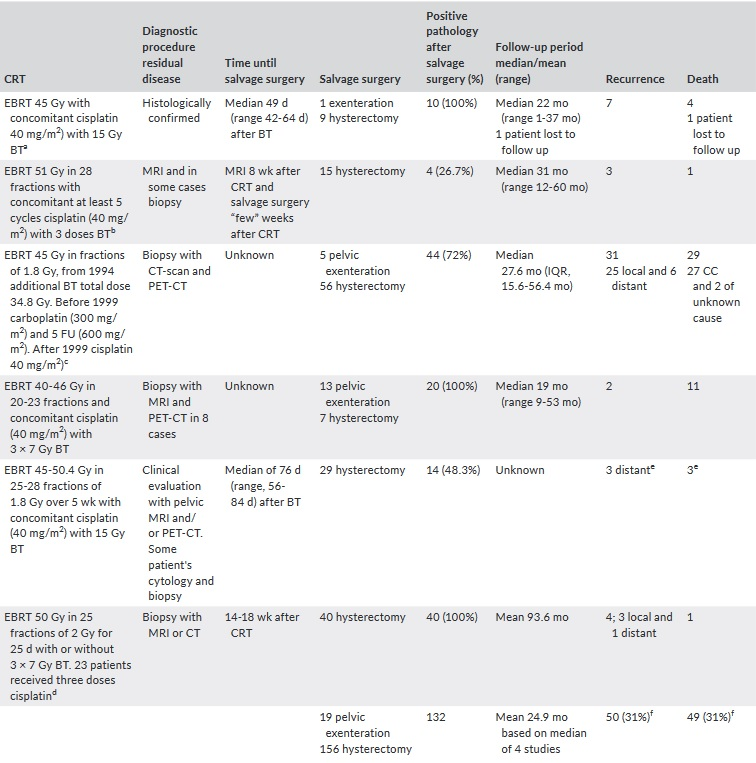 CRT
Diagnostic
procedure
residual
disease
Time until
salvage surgery
Salvage surgery
Positive
pathology
after
salvage
surgery (%)
Follow-up period
median/mean
(range)
Recurrence
Death
EBRT 45 Gy with
concomitant cisplatin
40 mg/m²) with 15 Gy
BTᵃ
Histologically
confirmed
Median 49 d
(range 42-64 d)
after BT
1 exenteration
9 hysterectomy
10 (100%)
Median 22 mo
(range 1-37 mo)
1 patient lost to
follow up
7
4
1 patient
lost to
follow up
EBRT 51 Gy in 28
fractions with
concomitant at least 5
cycles cisplatin (40 mg/
m²) with 3 doses BTᵇ
MRI and in
some cases
biopsy
MRI 8 wk after
CRT and
salvage surgery
"few" weeks
after CRT
15 hysterectomy
4 (26.7%)
Median 31 mo
(range 12-60 mo)
3
1
EBRT 45 Gy in fractions
of 1.8 Gy, from 1994
additional BT total dose
34.8 Gy. Before 1999
carboplatin (300 mg/
m²) and 5 FU (600 mg/
m²). After 1999 cisplatin
40 mg/m²)ᶜ
Biopsy with
CT-scan and
PET-CT
Unknown
5 pelvic
exenteration
56 hysterectomy
44 (72%)
Median
27.6 mo (IQR,
15.6-56.4 mo)
31
25 local and 6
distant
29
27 CC
and 2 of
unknown
cause
EBRT 40-46 Gy in
20-23 fractions and
concomitant cisplatin
(40 mg/m²) with
3 × 7 Gy BT
Biopsy with
MRI and
PET-CT in 8
cases
Unknown
13 pelvic
exenteration
7 hysterectomy
20 (100%)
Median 19 mo
(range 9-53 mo)
2
11
EBRT 45-50.4 Gy in
25-28 fractions of
1.8 Gy over 5 wk with
concomitant cisplatin
(40 mg/m²) with 15 Gy
BT
Clinical
evaluation
with pelvic
MRI and/
or PET-CT.
Some
patient's
cytology and
biopsy
Median of 76 d
(range, 56-
84 d) after BT
29 hysterectomy
14 (48.3%)
Unknown
3 distantᵉ
3ᵉ
EBRT 50 Gy in 25
fractions of 2 Gy for
25 d with or without
3 × 7 Gy BT. 23 patients
received three doses
cisplatinᵈ
Biopsy with
MRI or CT
14-18 wk after
CRT
40 hysterectomy
40 (100%)
Mean 93.6 mo
4; 3 local and
1 distant
1
19 pelvic
exenteration
156 hysterectomy
132
Mean 24.9 mo
based on median
of 4 studies
50 (31%)ᶠ
49 (31%)ᶠ